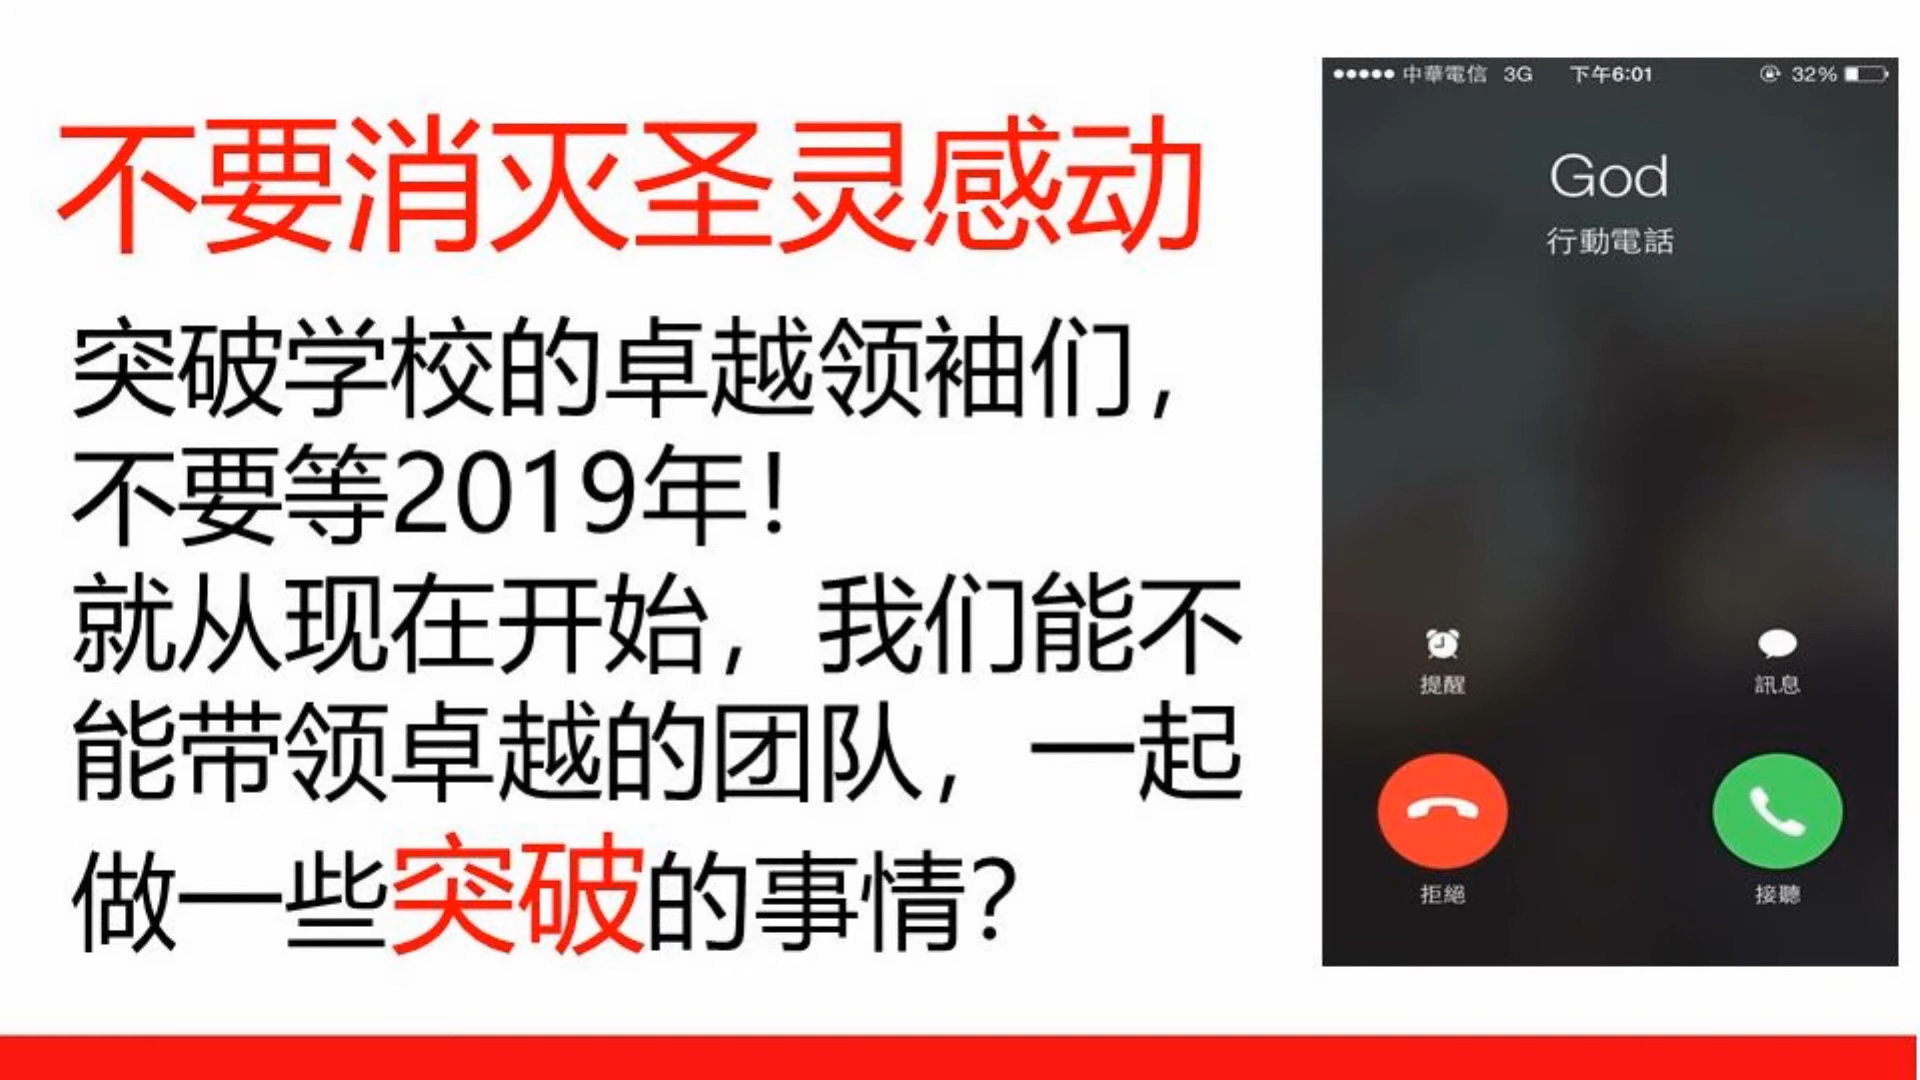 不要消灭圣灵感动
突破学校的卓越领袖们，
不要等2019年！
就从现在开始，我们能不
能带领卓越的团队，一起
做一些突破的事情？
中華電信 3G 下午6:01 32%
God
行動電話
提醒 訊息
拒絕 接聽